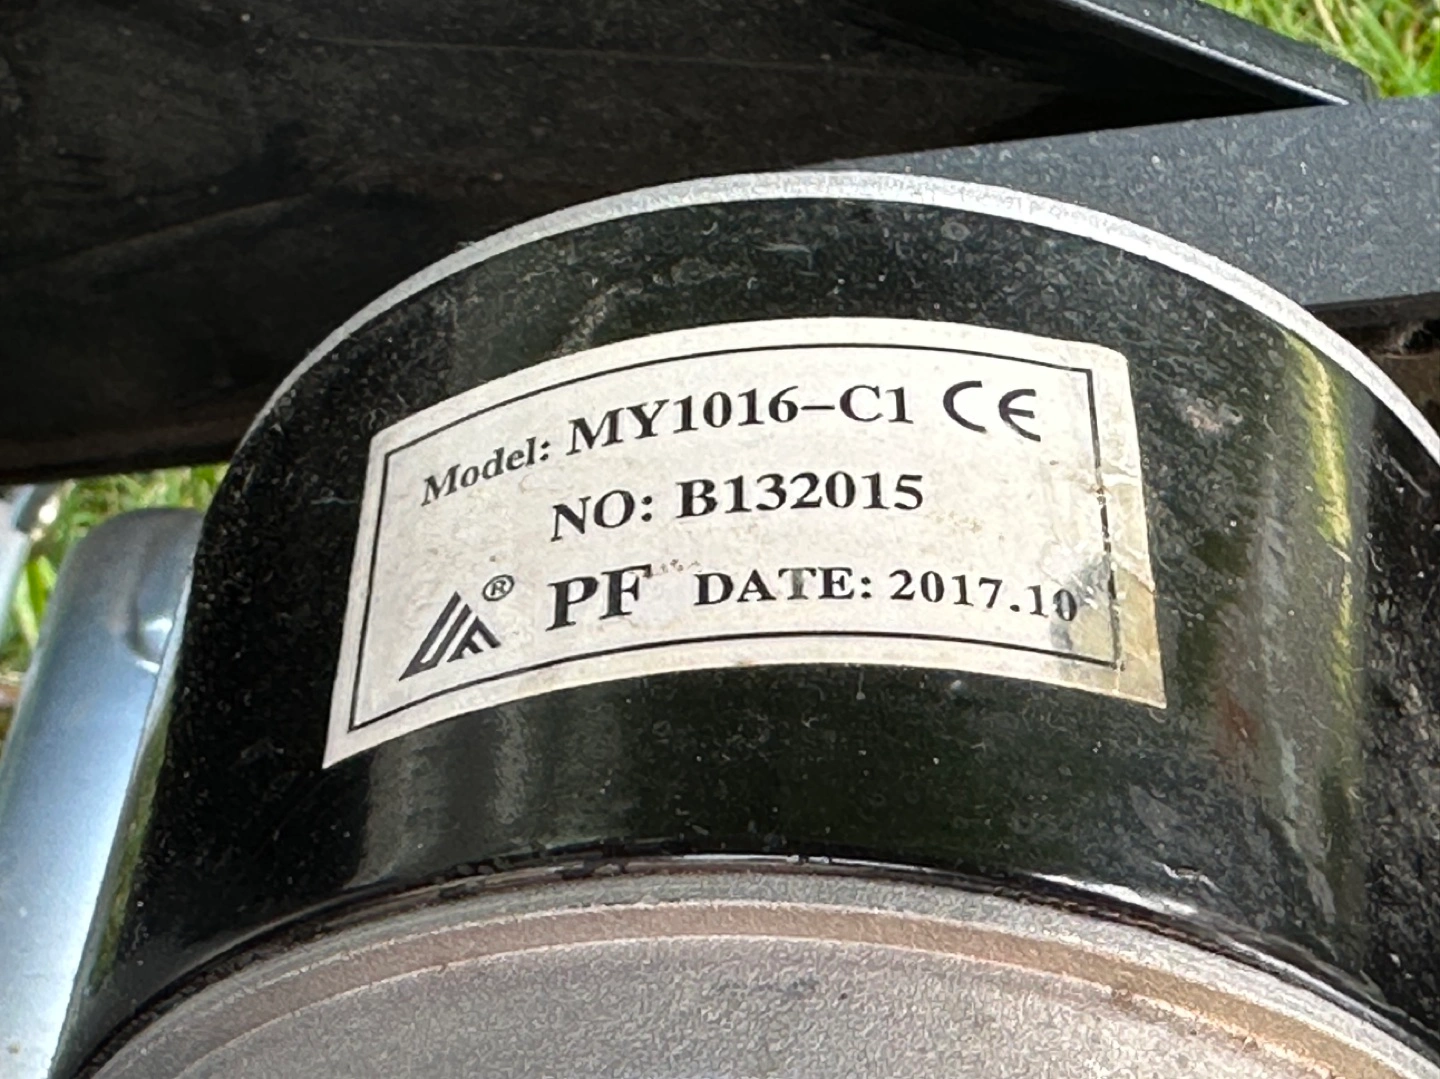 Model: MY1016-C1 CE
NO: B132015
® PF DATE: 2017.10